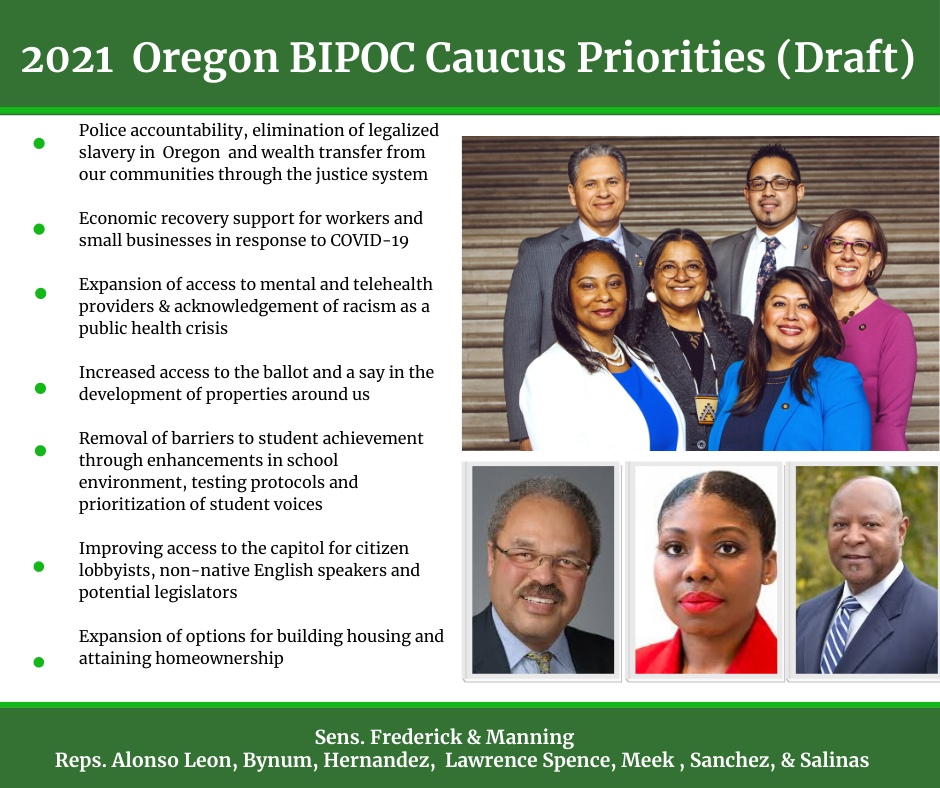 2021 Oregon BIPOC Caucus Priorities (Draft)
Police accountability, elimination of legalized
slavery in Oregon and wealth transfer from
our communities through the justice system
Economic recovery support for workers and
small businesses in response to COVID-19
Expansion of access to mental and telehealth
providers & acknowledgement of racism as a
public health crisis
Increased access to the ballot and a say in the
development of properties around us
Removal of barriers to student achievement
through enhancements in school
environment, testing protocols and
prioritization of student voices
Improving access to the capitol for citizen
lobbyists, non-native English speakers and
potential legislators
Expansion of options for building housing and
attaining homeownership
Sens. Frederick & Manning
Reps. Alonso Leon, Bynum, Hernandez, Lawrence Spence, Meek , Sanchez, & Salinas